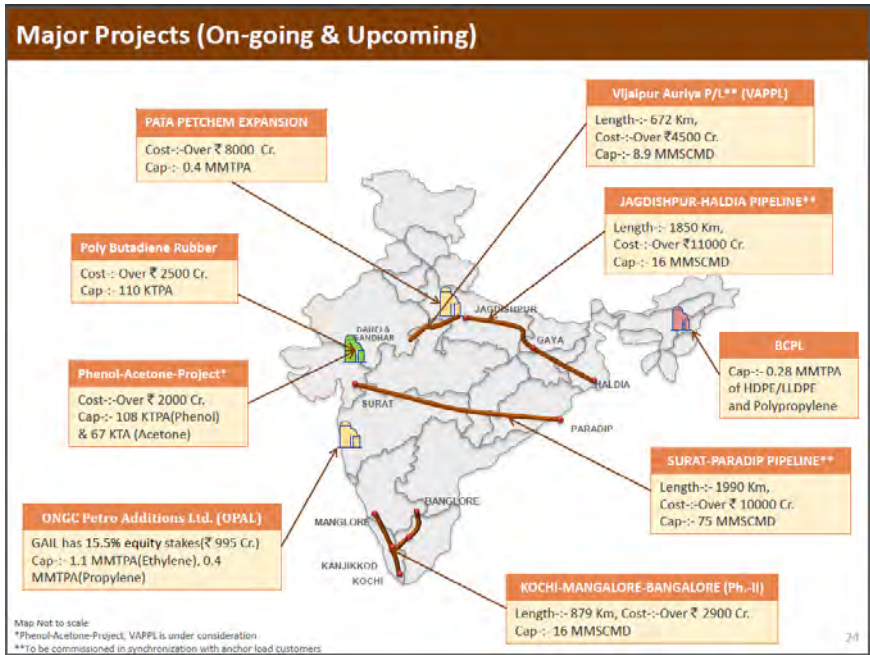 Major Projects (On-going & Upcoming)
Vijaipur Auriya P/L** (VAPPL)
Length-:- 672 Km,
Cost-:-Over ₹4500 Cr.
Cap-:- 8.9 MMSCMD
PATA PETCHEM EXPANSION
Cost-:-Over ₹ 8000 Cr.
Cap-:- 0.4 MMTPA
JAGDISHPUR-HALDIA PIPELINE**
Length-:- 1850 Km,
Cost-:-Over ₹11000 Cr.
Cap-:- 16 MMSCMD
Poly Butadiene Rubber
Cost-:- Over ₹ 2500 Cr.
Cap-:- 110 KTPA
JAGDISHPUR
GANDHAR
GAYA
HALDIA
BCPL
Cap-:- 0.28 MMTPA
of HDPE/LLDPE
and Polypropylene
Phenol-Acetone-Project*
Cost-:-Over ₹ 2000 Cr.
Cap-:- 108 KTPA(Phenol)
& 67 KTA (Acetone)
SURAT
PARADIP
SURAT-PARADIP PIPELINE**
Length-:- 1990 Km,
Cost-:-Over ₹ 10000 Cr.
Cap-:- 75 MMSCMD
ONGC Petro Additions Ltd. (OPAL)
GAIL has 15.5% equity stakes(₹ 995 Cr.)
Cap-:- 1.1 MMTPA(Ethylene), 0.4
MMTPA(Propylene)
BANGLORE
MANGLORE
KANJIKKOD
KOCHI
KOCHI-MANGALORE-BANGALORE (Ph.-II)
Length-:- 879 Km, Cost-:-Over ₹ 2900 Cr.
Cap-:- 16 MMSCMD
Map Not to scale
*Phenol-Acetone-Project, VAPPL is under consideration
**To be commissioned in synchronization with anchor load customers
24